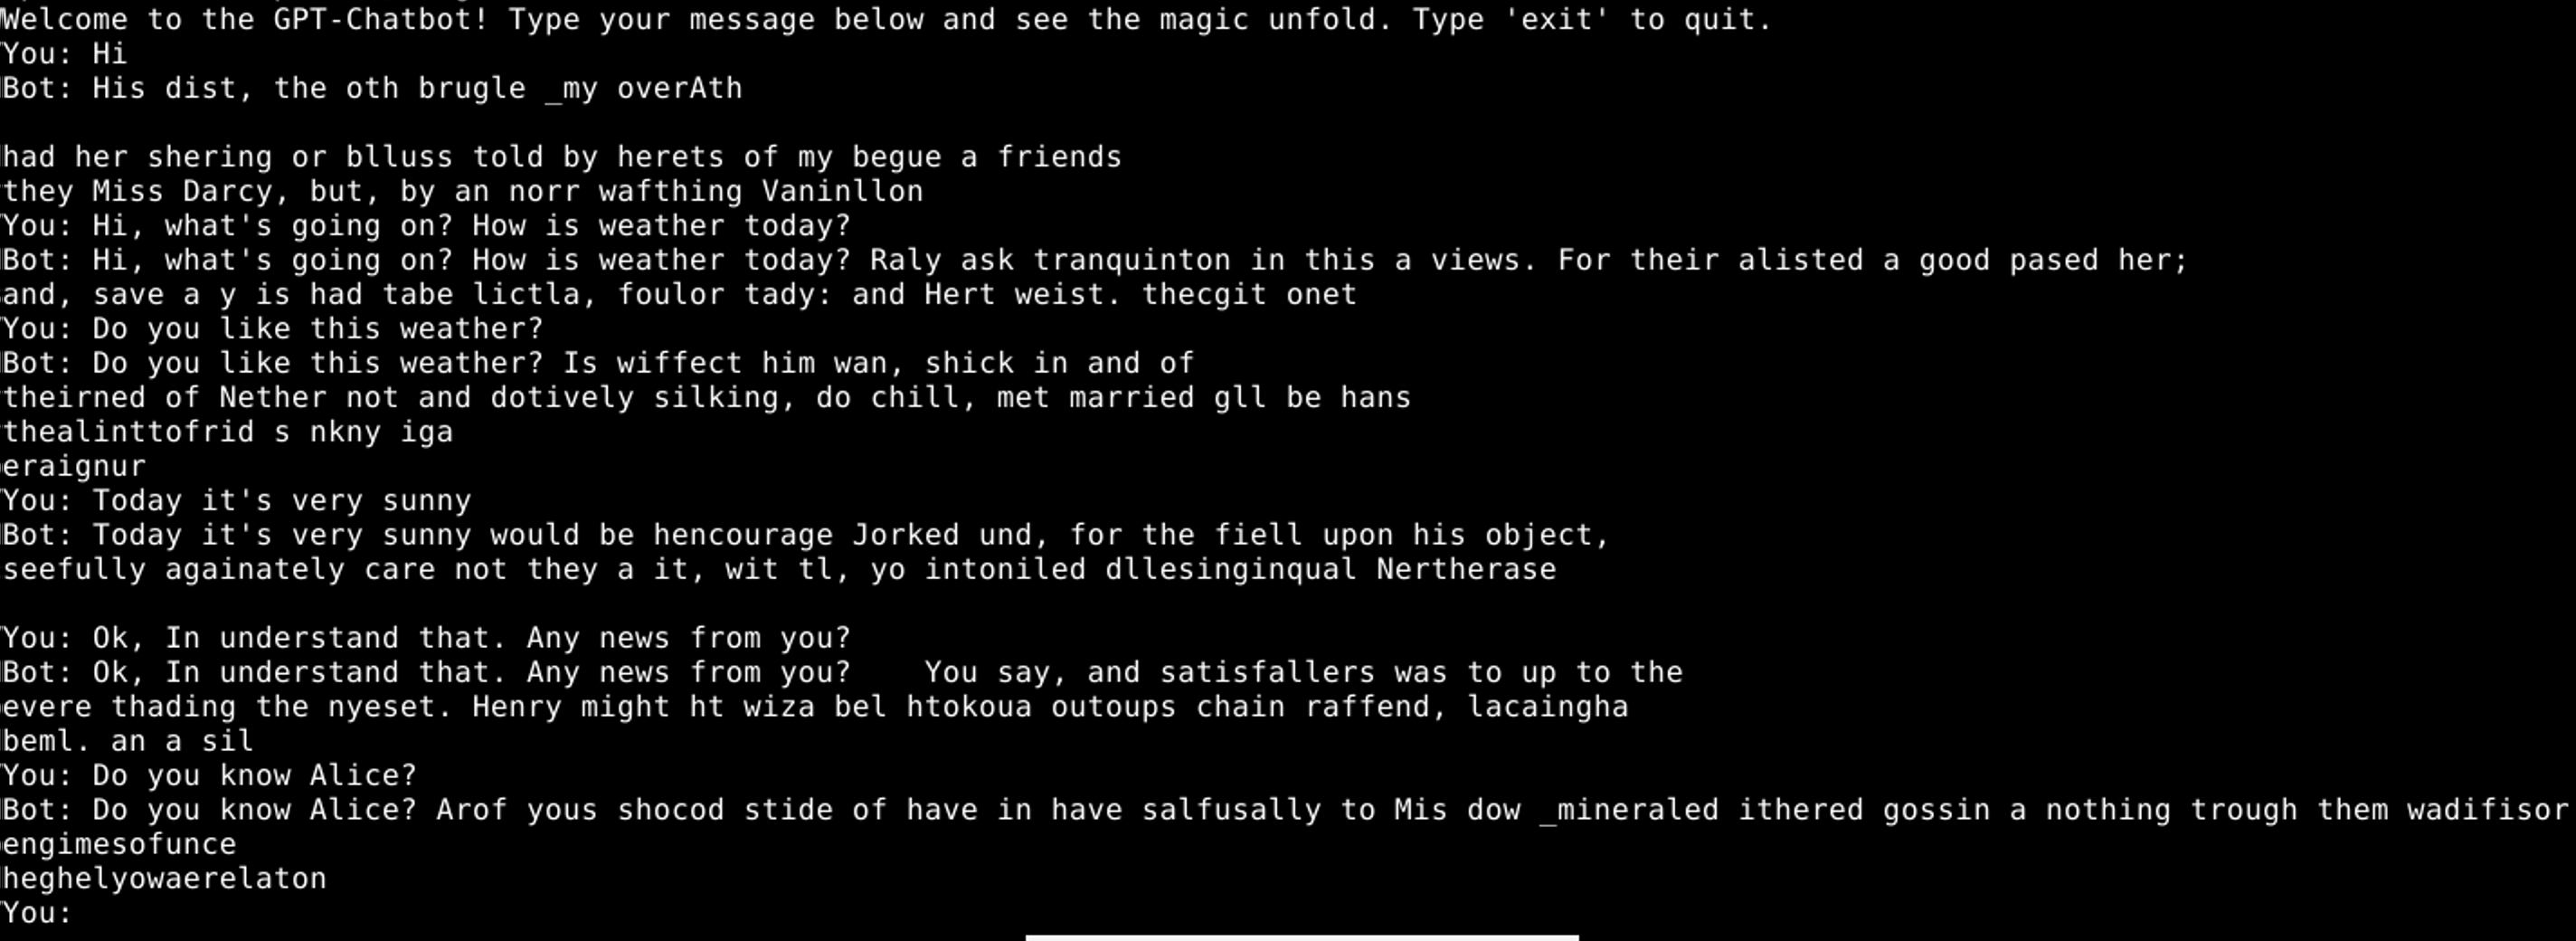 Welcome to the GPT-Chatbot! Type your message below and see the magic unfold. Type 'exit' to quit.
You: Hi
Bot: His dist, the oth brugle _my overAth
had her shering or blluss told by herets of my begue a friends
they Miss Darcy, but, by an norr wafthing Vaninllon
You: Hi, what's going on? How is weather today?
Bot: Hi, what's going on? How is weather today? Raly ask tranquinton in this a views. For their alisted a good pased her;
and, save a y is had tabe lictla, foulor tady: and Hert weist. thecgit onet
You: Do you like this weather?
Bot: Do you like this weather? Is wiffect him wan, shick in and of
theirned of Nether not and dotively silking, do chill, met married gll be hans
thealinttofrid s nkny iga
eraignur
You: Today it's very sunny
Bot: Today it's very sunny would be hencourage Jorked und, for the fiell upon his object,
seefully againately care not they a it, wit tl, yo intoniled dllesinginqual Nertherase
You: Ok, In understand that. Any news from you?
Bot: Ok, In understand that. Any news from you?    You say, and satisfallers was to up to the
evere thading the nyeset. Henry might ht wiza bel htokoua outoups chain raffend, lacaingha
beml. an a sil
You: Do you know Alice?
Bot: Do you know Alice? Arof yous shocod stide of have in have salfusally to Mis dow _mineraled ithered gossin a nothing trough them wadifisor
engimesofunce
heghelyowaerelaton
You: